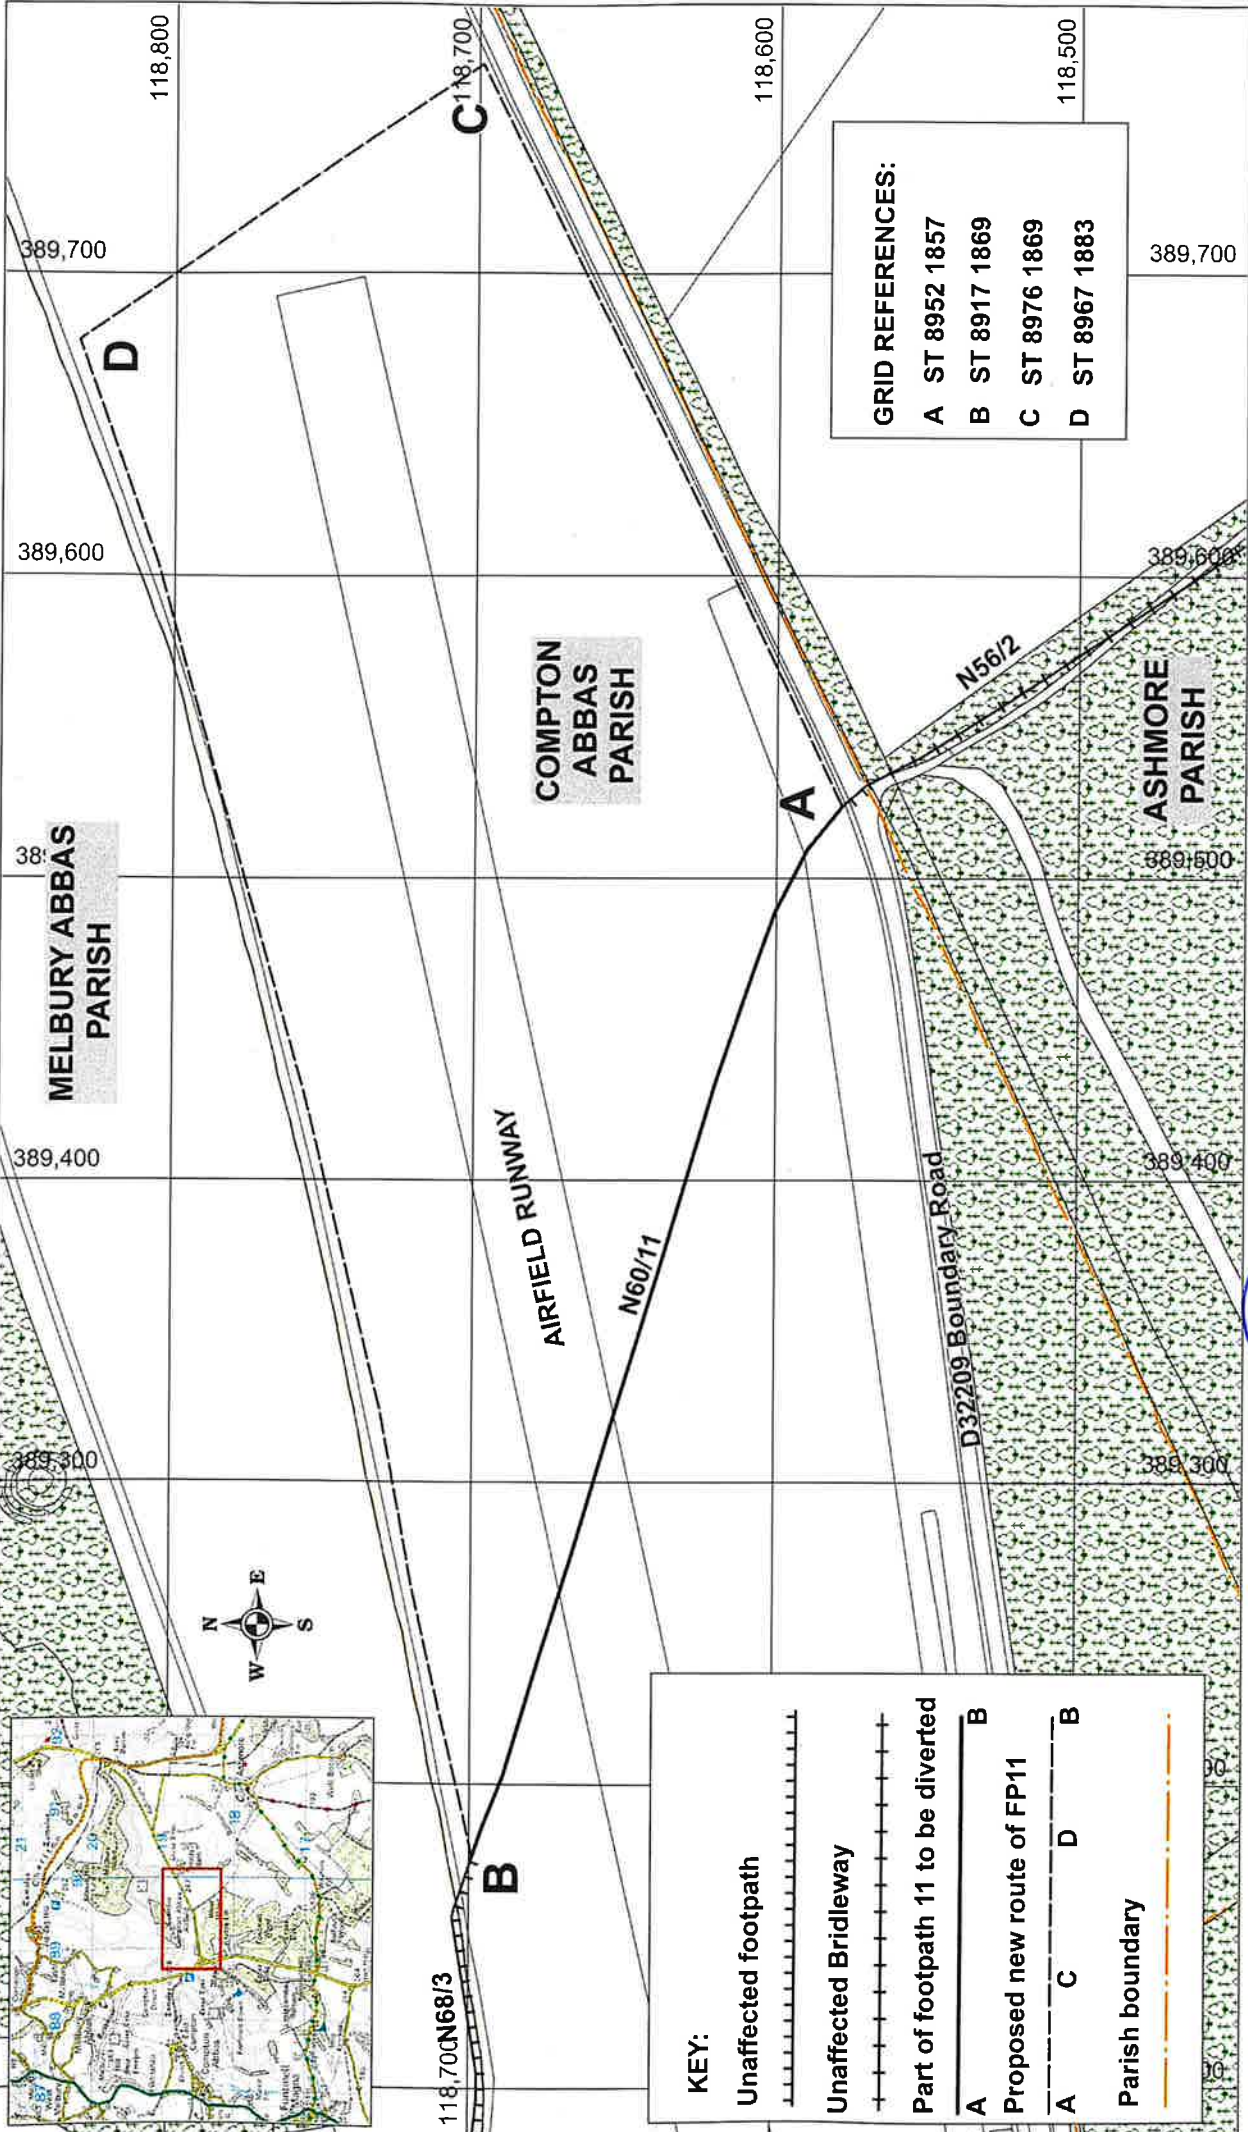 MELBURY ABBAS
PARISH
COMPTON
ABBAS
PARISH
ASHMORE
PARISH
AIRFIELD RUNWAY
N60/11
N56/2
N68/3
D32209 Boundary Road
A
B
C
D
N
E
S
W
118,800
118,700
118,600
118,500
118,700
389,700
389,600
389,400
389,300
389,700
389,600
389,500
389,400
389,300
GRID REFERENCES:
A ST 8952 1857
B ST 8917 1869
C ST 8976 1869
D ST 8967 1883
KEY:
Unaffected footpath
Unaffected Bridleway
Part of footpath 11 to be diverted
A B
Proposed new route of FP11
A C D B
Parish boundary